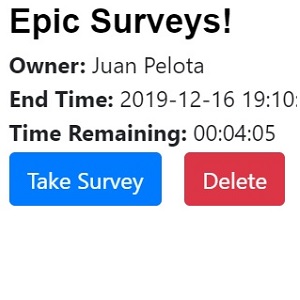 Epic Surveys!
Owner: Juan Pelota
End Time: 2019-12-16 19:10:
Time Remaining: 00:04:05
Take Survey
Delete